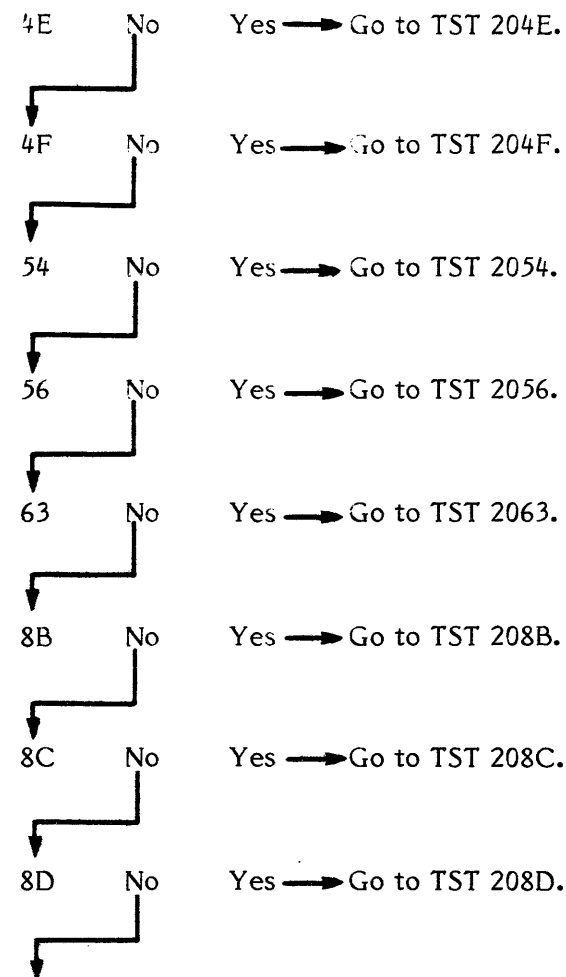 4E No Yes Go to TST 204E.
4F No Yes Go to TST 204F.
54 No Yes Go to TST 2054.
56 No Yes Go to TST 2056.
63 No Yes Go to TST 2063.
8B No Yes Go to TST 208B.
8C No Yes Go to TST 208C.
8D No Yes Go to TST 208D.